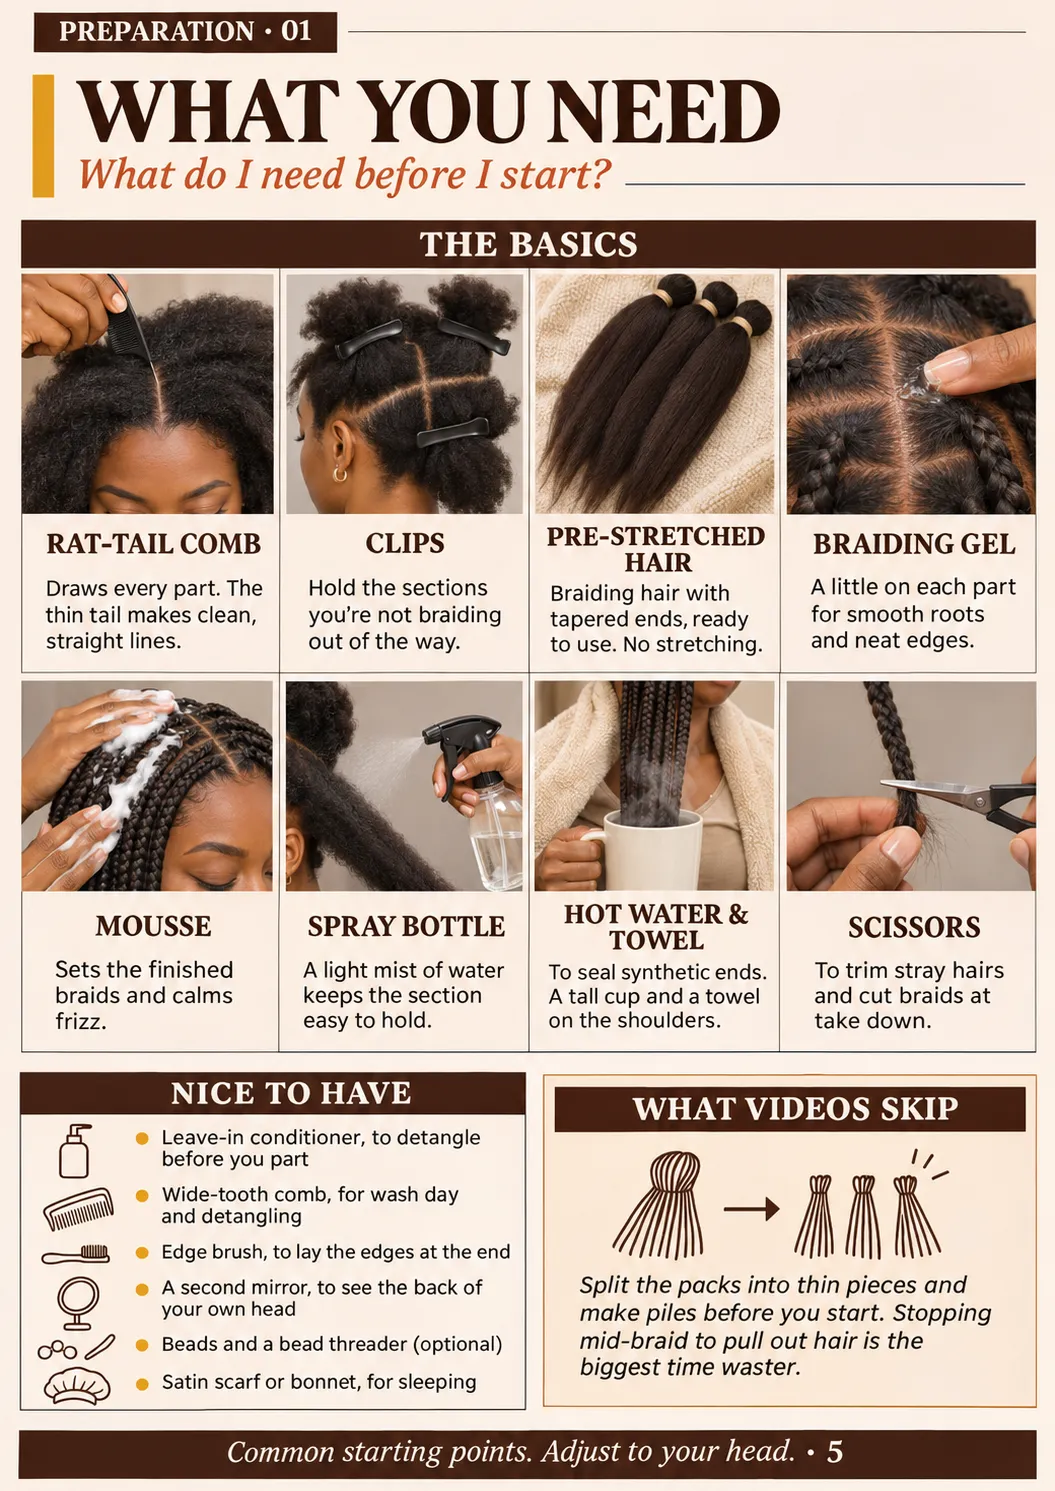 PREPARATION · 01
WHAT YOU NEED
What do I need before I start?
THE BASICS
RAT-TAIL COMB
Draws every part. The
thin tail makes clean,
straight lines.
CLIPS
Hold the sections
you're not braiding
out of the way.
PRE-STRETCHED
HAIR
Braiding hair with
tapered ends, ready
to use. No stretching.
BRAIDING GEL
A little on each part
for smooth roots
and neat edges.
MOUSSE
Sets the finished
braids and calms
frizz.
SPRAY BOTTLE
A light mist of water
keeps the section
easy to hold.
HOT WATER &
TOWEL
To seal synthetic ends.
A tall cup and a towel
on the shoulders.
SCISSORS
To trim stray hairs
and cut braids at
take down.
NICE TO HAVE
Leave-in conditioner, to detangle
before you part
Wide-tooth comb, for wash day
and detangling
Edge brush, to lay the edges at the end
A second mirror, to see the back of
your own head
Beads and a bead threader (optional)
Satin scarf or bonnet, for sleeping
WHAT VIDEOS SKIP
Split the packs into thin pieces and
make piles before you start. Stopping
mid-braid to pull out hair is the
biggest time waster.
Common starting points. Adjust to your head. · 5